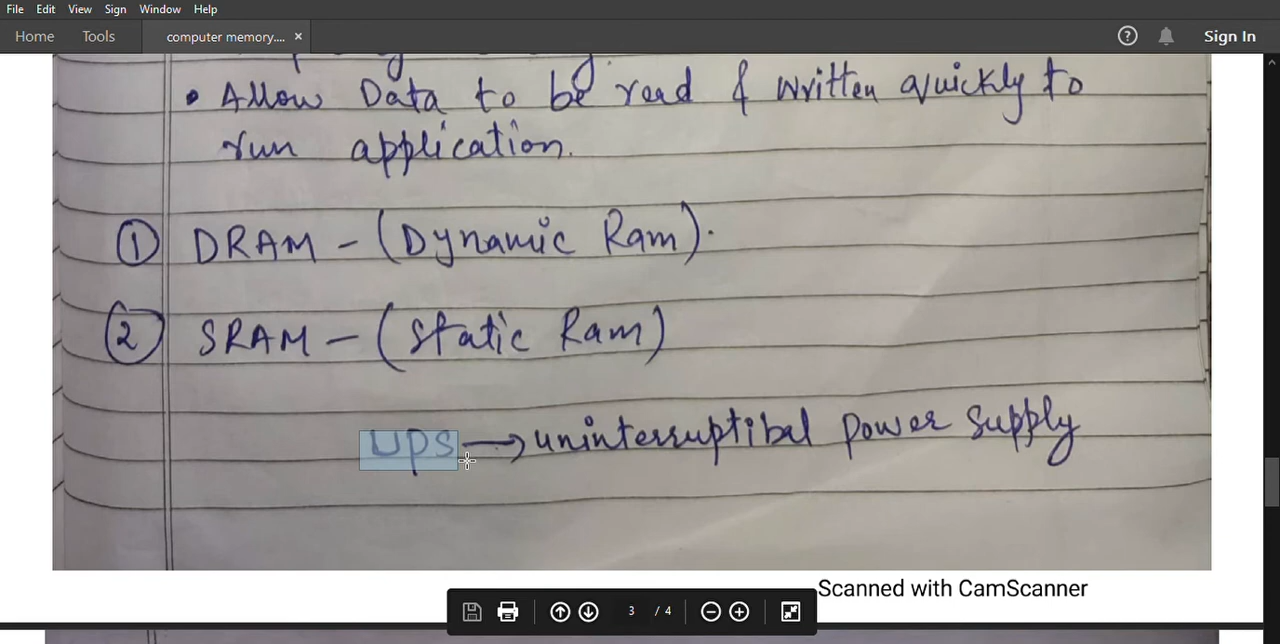 File Edit View Sign Window Help
Home Tools computer memory.... × Sign In
• Allow Data to be read & written quickly to
run application.
① DRAM - (Dynamic Ram).
② SRAM - (Static Ram)
UPS → uninterruptibal power supply
Scanned with CamScanner
3 / 4